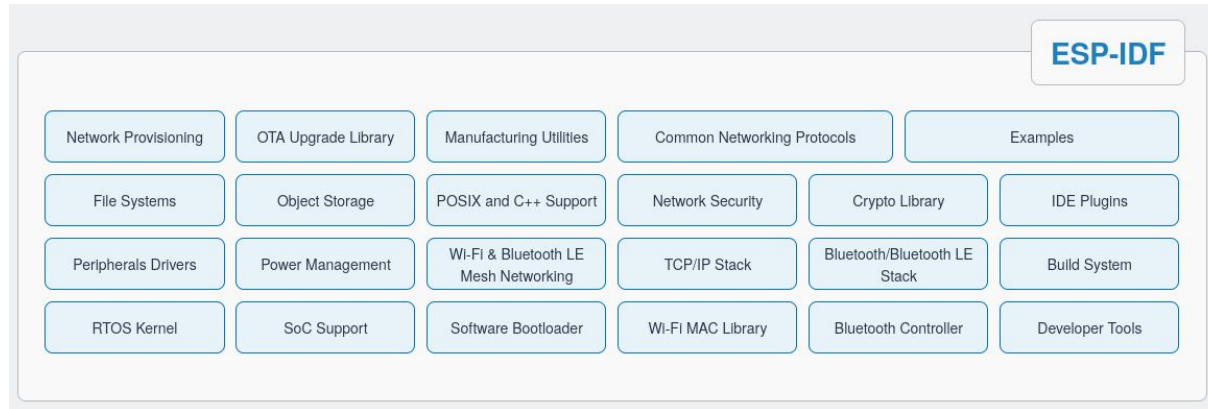 ESP-IDF
Network Provisioning
OTA Upgrade Library
Manufacturing Utilities
Common Networking Protocols
Examples
File Systems
Object Storage
POSIX and C++ Support
Network Security
Crypto Library
IDE Plugins
Peripherals Drivers
Power Management
Wi-Fi & Bluetooth LE
Mesh Networking
TCP/IP Stack
Bluetooth/Bluetooth LE
Stack
Build System
RTOS Kernel
SoC Support
Software Bootloader
Wi-Fi MAC Library
Bluetooth Controller
Developer Tools